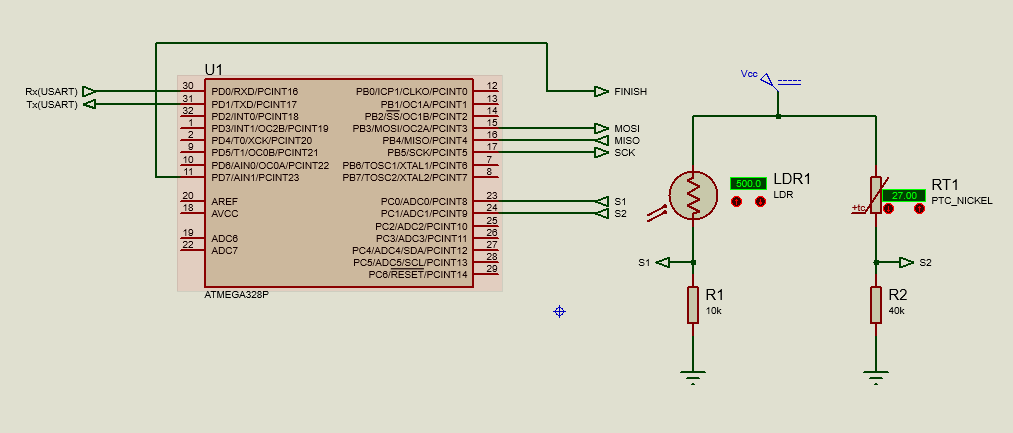 U1
Rx(USART)
Tx(USART)
30 PD0/RXD/PCINT16
31 PD1/TXD/PCINT17
32 PD2/INT0/PCINT18
1 PD3/INT1/OC2B/PCINT19
2 PD4/T0/XCK/PCINT20
9 PD5/T1/OC0B/PCINT21
10 PD6/AIN0/OC0A/PCINT22
11 PD7/AIN1/PCINT23
20 AREF
18 AVCC
19 ADC6
22 ADC7
PB0/ICP1/CLKO/PCINT0 12 FINISH
PB1/OC1A/PCINT1 13
PB2/SS/OC1B/PCINT2 14
PB3/MOSI/OC2A/PCINT3 15 MOSI
PB4/MISO/PCINT4 16 MISO
PB5/SCK/PCINT5 17 SCK
PB6/TOSC1/XTAL1/PCINT6 7
PB7/TOSC2/XTAL2/PCINT7 8
PC0/ADC0/PCINT8 23 S1
PC1/ADC1/PCINT9 24 S2
PC2/ADC2/PCINT10 25
PC3/ADC3/PCINT11 26
PC4/ADC4/SDA/PCINT12 27
PC5/ADC5/SCL/PCINT13 28
PC6/RESET/PCINT14 29
ATMEGA328P
Vcc
500.0
LDR1
LDR
27.00
+tc
RT1
PTC_NICKEL
S1
S2
R1
10k
R2
40k